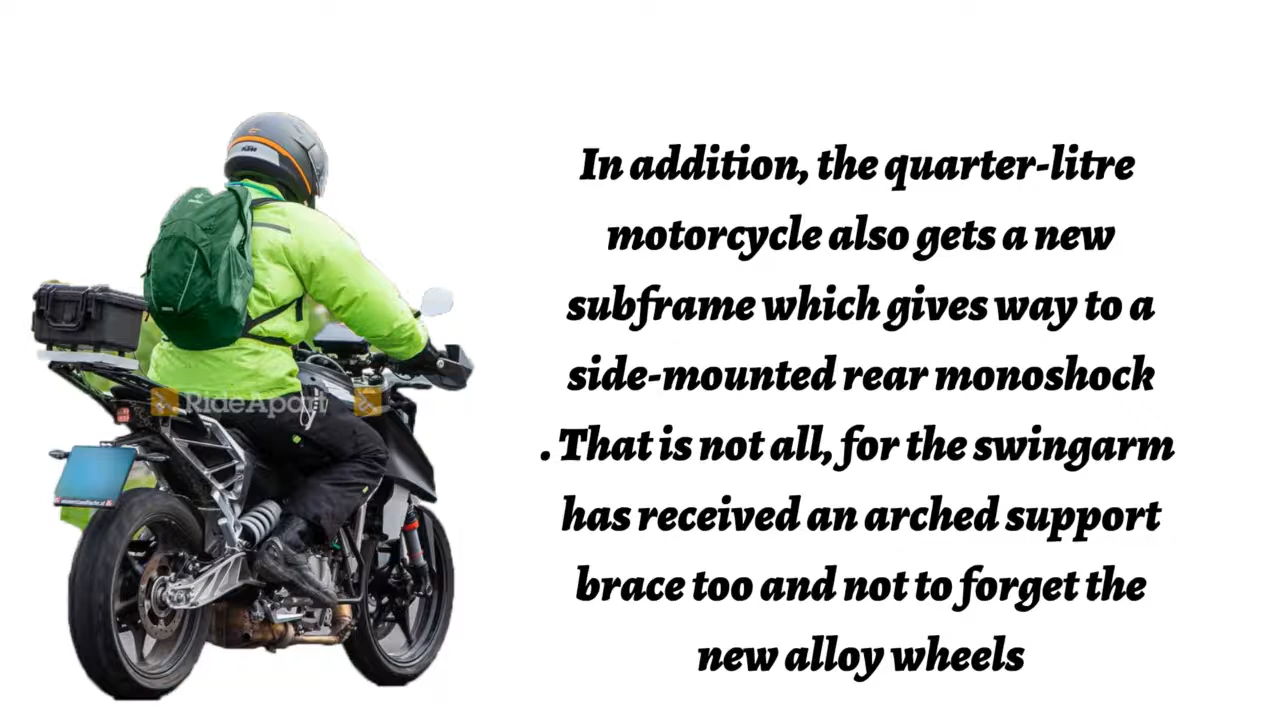 In addition, the quarter-litre
motorcycle also gets a new
subframe which gives way to a
side-mounted rear monoshock
. That is not all, for the swingarm
has received an arched support
brace too and not to forget the
new alloy wheels
KTM
RideApart